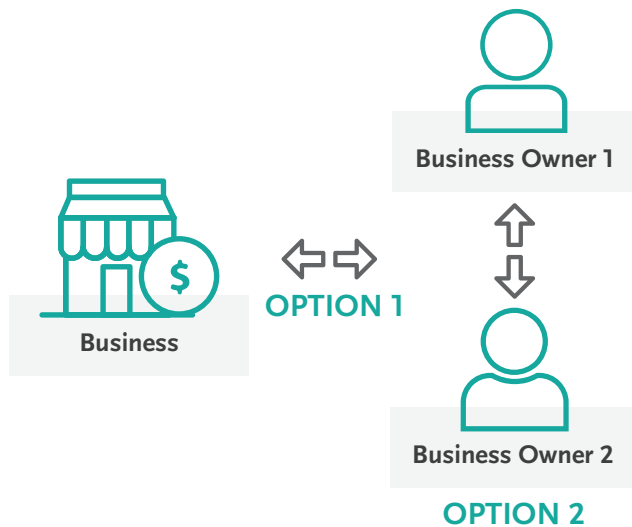 Business Owner 1
$
OPTION 1
Business
Business Owner 2
OPTION 2